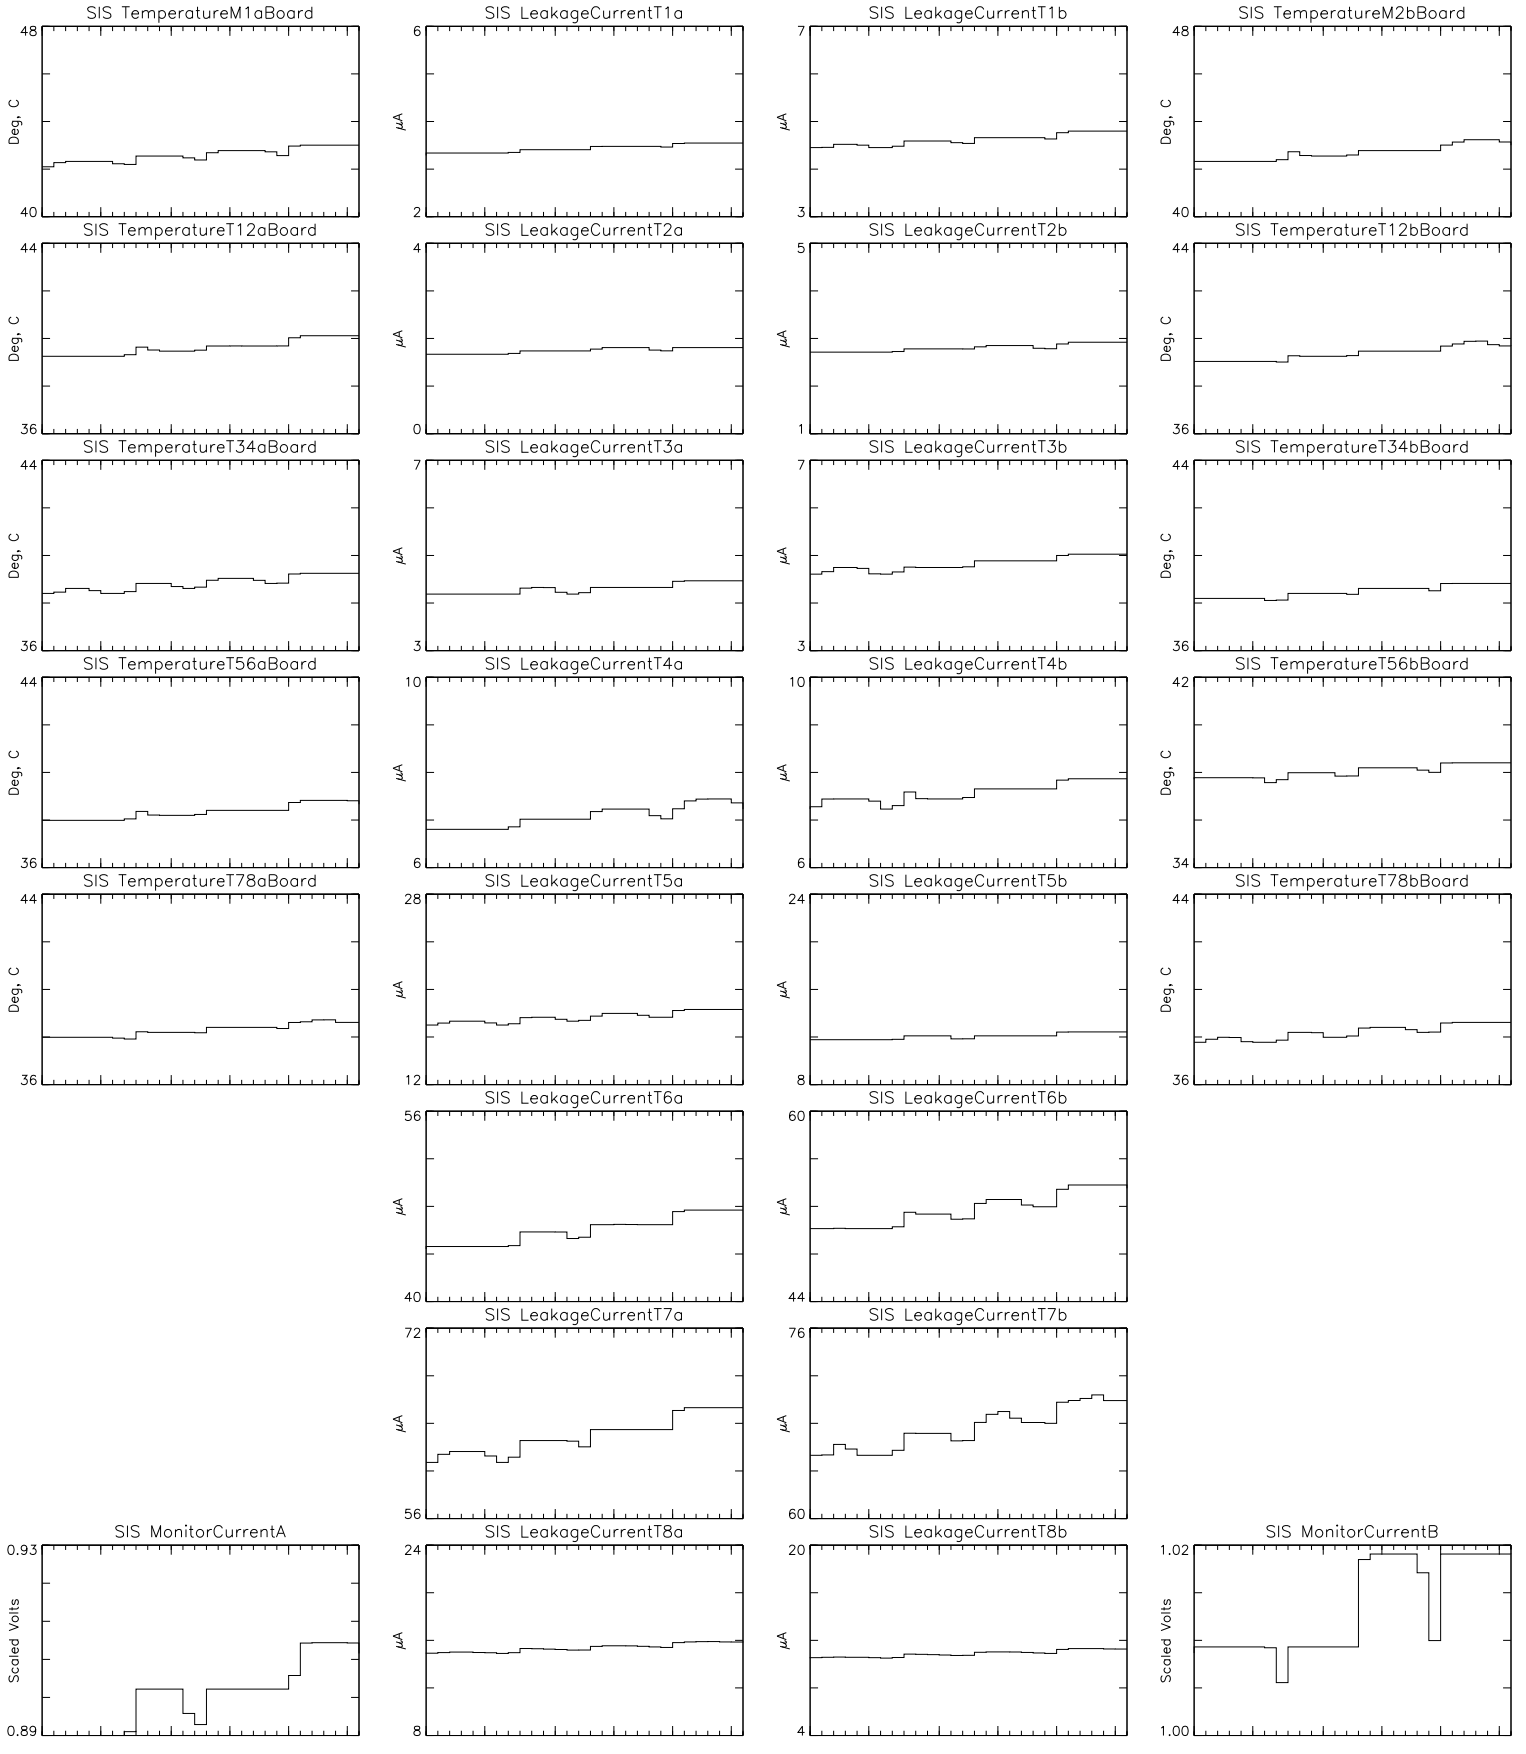 SIS TemperatureM1aBoard SIS LeakageCurrentT1a SIS LeakageCurrentT1b SIS TemperatureM2bBoard
48 6 7 48
Deg, C µA µA Deg, C
40 2 3 40
SIS TemperatureT12aBoard SIS LeakageCurrentT2a SIS LeakageCurrentT2b SIS TemperatureT12bBoard
44 4 5 44
Deg, C µA µA Deg, C
36 0 1 36
SIS TemperatureT34aBoard SIS LeakageCurrentT3a SIS LeakageCurrentT3b SIS TemperatureT34bBoard
44 7 7 44
Deg, C µA µA Deg, C
36 3 3 36
SIS TemperatureT56aBoard SIS LeakageCurrentT4a SIS LeakageCurrentT4b SIS TemperatureT56bBoard
44 10 10 42
Deg, C µA µA Deg, C
36 6 6 34
SIS TemperatureT78aBoard SIS LeakageCurrentT5a SIS LeakageCurrentT5b SIS TemperatureT78bBoard
44 28 24 44
Deg, C µA µA Deg, C
36 12 8 36
SIS LeakageCurrentT6a SIS LeakageCurrentT6b
56 60
µA µA
40 44
SIS LeakageCurrentT7a SIS LeakageCurrentT7b
72 76
µA µA
56 60
SIS MonitorCurrentA SIS LeakageCurrentT8a SIS LeakageCurrentT8b SIS MonitorCurrentB
0.93 24 20 1.02
Scaled Volts µA µA Scaled Volts
0.89 8 4 1.00